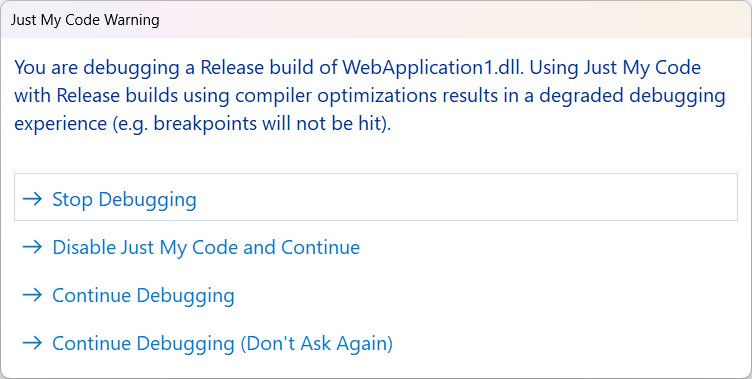 Just My Code Warning
You are debugging a Release build of WebApplication1.dll. Using Just My Code
with Release builds using compiler optimizations results in a degraded debugging
experience (e.g. breakpoints will not be hit).
→ Stop Debugging
→ Disable Just My Code and Continue
→ Continue Debugging
→ Continue Debugging (Don't Ask Again)